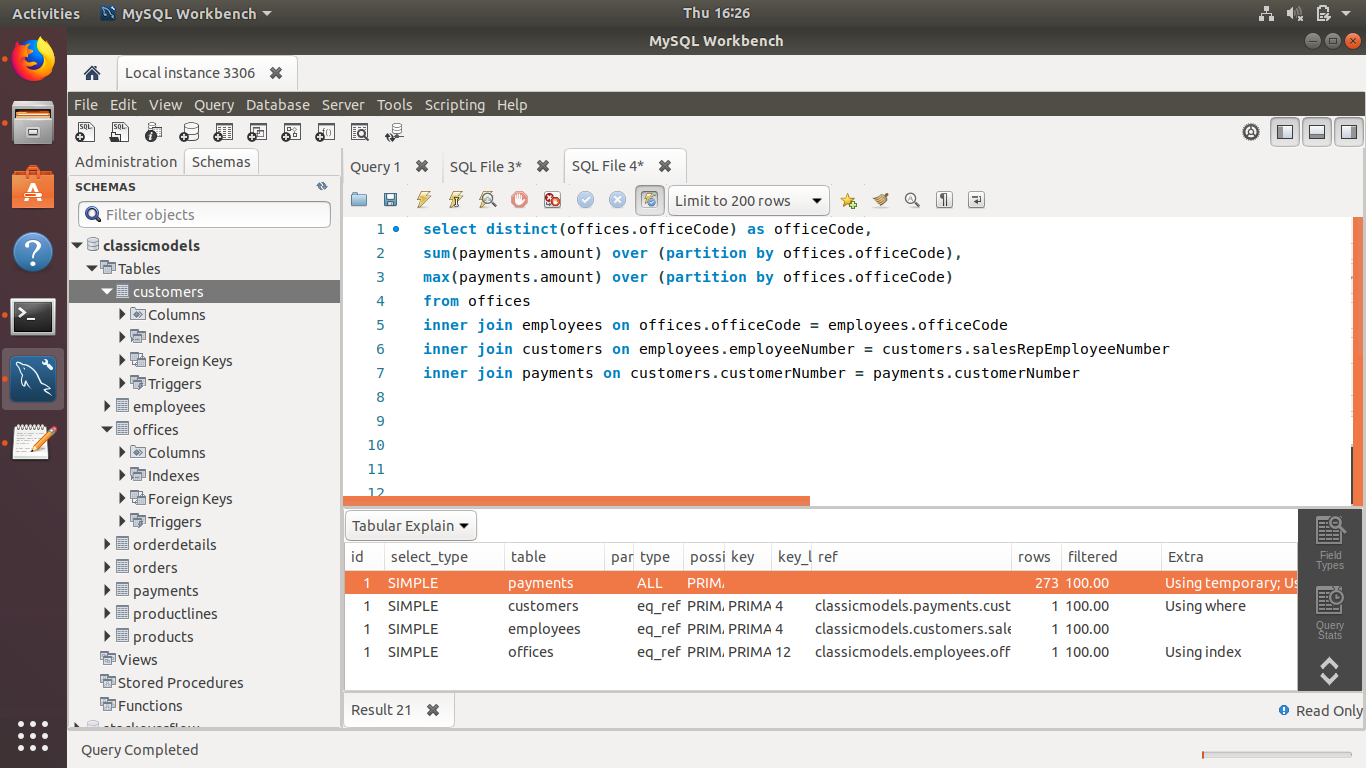 Activities MySQL Workbench Thu 16:26
MySQL Workbench
Local instance 3306
File Edit View Query Database Server Tools Scripting Help
Administration Schemas
SCHEMAS
Filter objects
classicmodels
Tables
customers
Columns
Indexes
Foreign Keys
Triggers
employees
offices
Columns
Indexes
Foreign Keys
Triggers
orderdetails
orders
payments
productlines
products
Views
Stored Procedures
Functions
Query 1 SQL File 3* SQL File 4*
Limit to 200 rows
1 select distinct(offices.officeCode) as officeCode,
2 sum(payments.amount) over (partition by offices.officeCode),
3 max(payments.amount) over (partition by offices.officeCode)
4 from offices
5 inner join employees on offices.officeCode = employees.officeCode
6 inner join customers on employees.employeeNumber = customers.salesRepEmployeeNumber
7 inner join payments on customers.customerNumber = payments.customerNumber
8
9
10
11
12
Tabular Explain
id select_type table par type possi key key_l ref rows filtered Extra
1 SIMPLE payments ALL PRIMA 273 100.00 Using temporary; Us
1 SIMPLE customers eq_ref PRIMA PRIMA 4 classicmodels.payments.cust 1 100.00 Using where
1 SIMPLE employees eq_ref PRIMA PRIMA 4 classicmodels.customers.sale 1 100.00
1 SIMPLE offices eq_ref PRIMA PRIMA 12 classicmodels.employees.off 1 100.00 Using index
Field
Types
Query
Stats
Result 21
Read Only
Query Completed